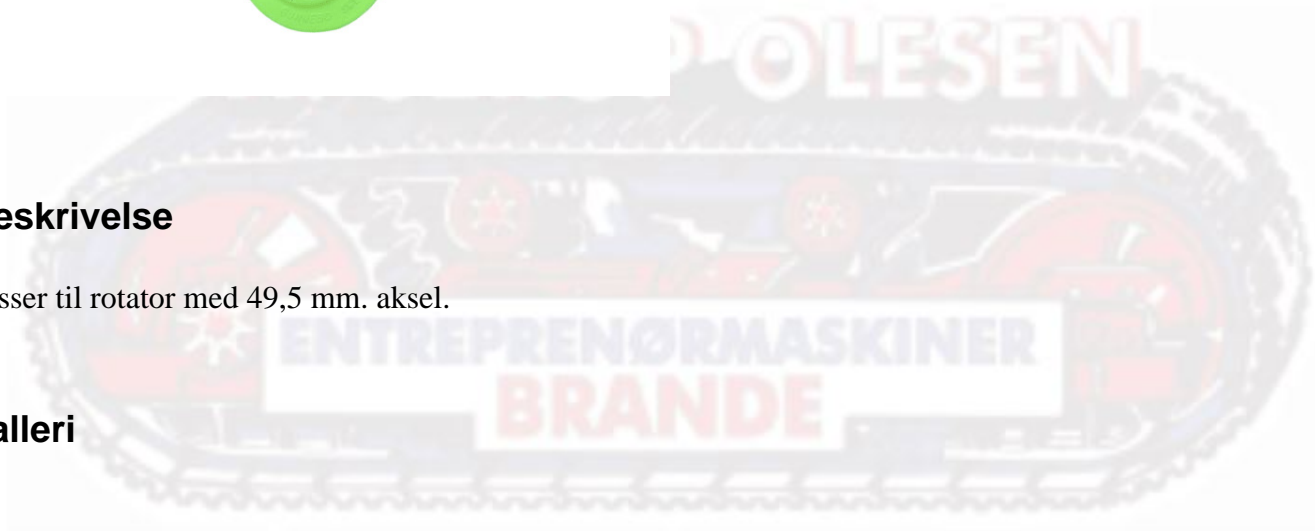 P OLESEN
eskrivelse
sser til rotator med 49,5 mm. aksel.
ENTREPRENØRMASKINER
BRANDE
alleri